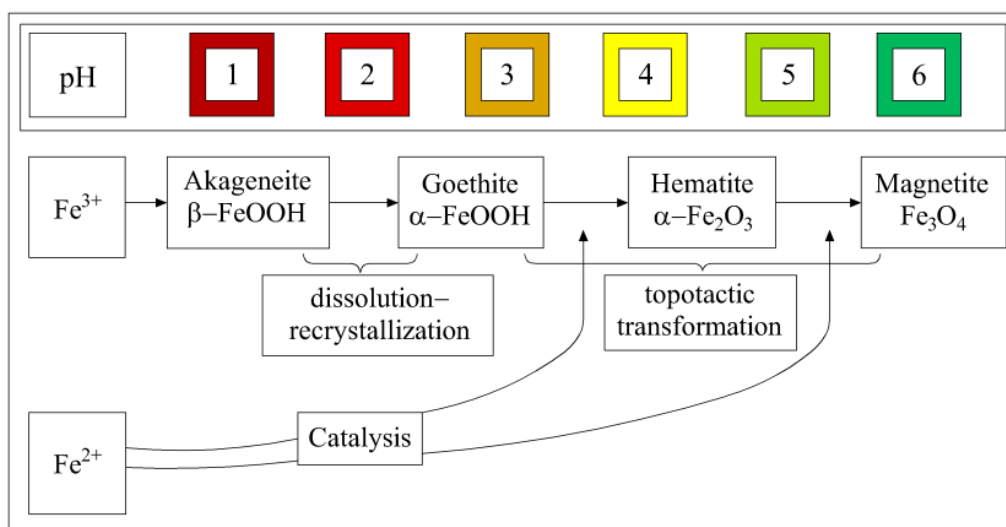 pH
1
2
3
4
5
6
Fe³⁺
Akageneite
β−FeOOH
Goethite
α−FeOOH
Hematite
α−Fe₂O₃
Magnetite
Fe₃O₄
dissolution−
recrystallization
topotactic
transformation
Catalysis
Fe²⁺